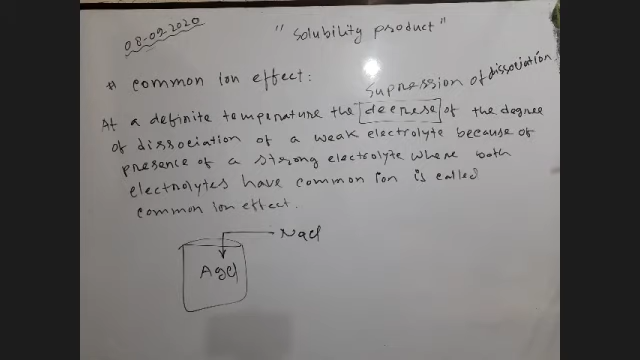 08-09-2020
"Solubility product"
# Common ion effect:
Supression of dissociation
At a definite temperature the decrese of the degree
of dissociation of a weak electrolyte because of
presence of a strong electrolyte where both
electrolytes have common ion is called
common ion effect.
NaCl
AgCl